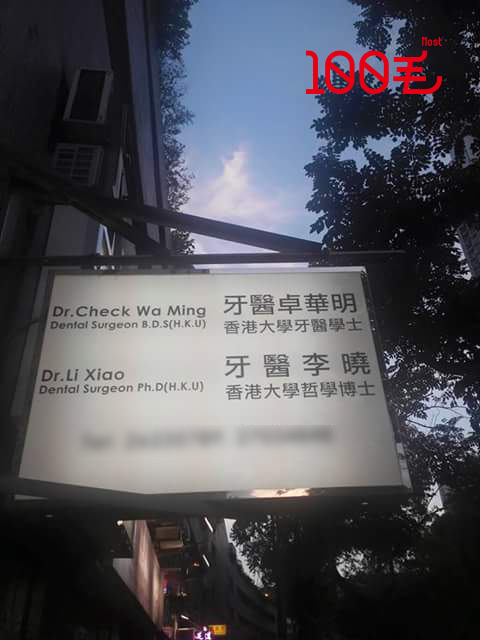 Most
100毛
Dr.Check Wa Ming 牙醫卓華明
Dental Surgeon B.D.S(H.K.U) 香港大學牙醫學士
Dr.Li Xiao 牙醫李曉
Dental Surgeon Ph.D(H.K.U) 香港大學哲學博士